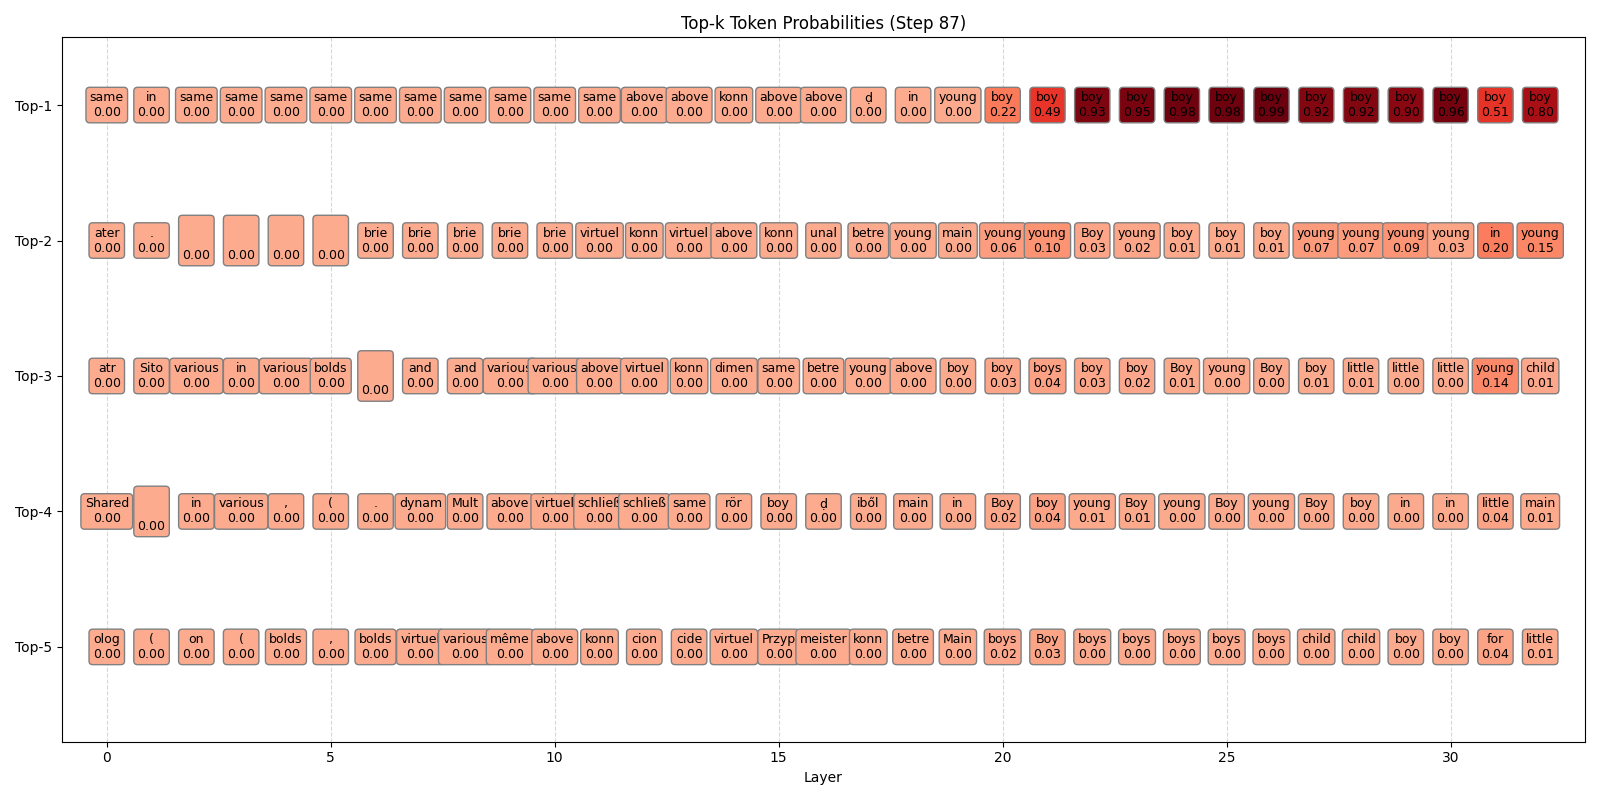 Top-k Token Probabilities (Step 87)
Top-1 same in same same same same same same same same same same above above konn above above ḍ in young boy boy boy boy boy boy boy boy boy boy boy boy boy
0.00 0.00 0.00 0.00 0.00 0.00 0.00 0.00 0.00 0.00 0.00 0.00 0.00 0.00 0.00 0.00 0.00 0.00 0.00 0.00 0.22 0.49 0.93 0.95 0.98 0.98 0.99 0.92 0.92 0.90 0.96 0.51 0.80
Top-2 ater . brie brie brie brie brie virtuel konn virtuel above konn unal betre young main young young Boy young boy boy boy young young young young in young
0.00 0.00 0.00 0.00 0.00 0.00 0.00 0.00 0.00 0.00 0.00 0.00 0.00 0.00 0.00 0.00 0.00 0.00 0.00 0.00 0.06 0.10 0.03 0.02 0.01 0.01 0.01 0.07 0.07 0.09 0.03 0.20 0.15
Top-3 atr Sito various in various bolds and and various various above virtuel konn dimen same betre young above boy boy boys boy boy Boy young Boy boy little little little young child
0.00 0.00 0.00 0.00 0.00 0.00 0.00 0.00 0.00 0.00 0.00 0.00 0.00 0.00 0.00 0.00 0.00 0.00 0.00 0.00 0.03 0.04 0.03 0.02 0.01 0.00 0.00 0.01 0.01 0.00 0.00 0.14 0.01
Top-4 Shared in various , ( . dynam Mult above virtuel schließ schließ same rör boy ḍ iből main in Boy boy young Boy young Boy young Boy boy in in little main
0.00 0.00 0.00 0.00 0.00 0.00 0.00 0.00 0.00 0.00 0.00 0.00 0.00 0.00 0.00 0.00 0.00 0.00 0.00 0.00 0.02 0.04 0.01 0.01 0.00 0.00 0.00 0.00 0.00 0.00 0.00 0.04 0.01
Top-5 olog ( on ( bolds , bolds virtuel various même above konn cion cide virtuel Przyp meister konn betre Main boys Boy boys boys boys boys boys child child boy boy for little
0.00 0.00 0.00 0.00 0.00 0.00 0.00 0.00 0.00 0.00 0.00 0.00 0.00 0.00 0.00 0.00 0.00 0.00 0.00 0.00 0.02 0.03 0.00 0.00 0.00 0.00 0.00 0.00 0.00 0.00 0.00 0.04 0.01
0 5 10 15 20 25 30
Layer